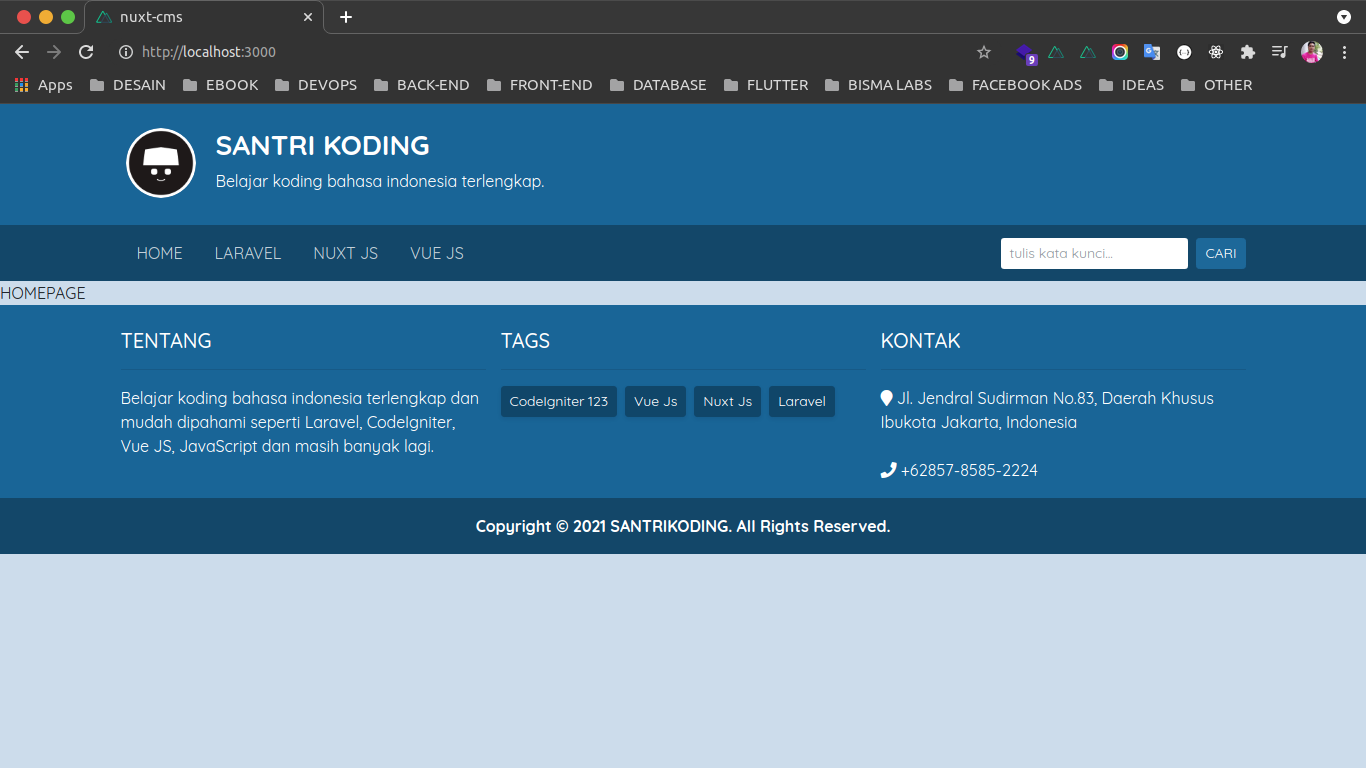 nuxt-cms
http://localhost:3000
9
Apps DESAIN EBOOK DEVOPS BACK-END FRONT-END DATABASE FLUTTER BISMA LABS FACEBOOK ADS IDEAS OTHER
SANTRI KODING
Belajar koding bahasa indonesia terlengkap.
HOME LARAVEL NUXT JS VUE JS tulis kata kunci... CARI
HOMEPAGE
TENTANG
Belajar koding bahasa indonesia terlengkap dan
mudah dipahami seperti Laravel, CodeIgniter,
Vue JS, JavaScript dan masih banyak lagi.
TAGS
CodeIgniter 123 Vue Js Nuxt Js Laravel
KONTAK
Jl. Jendral Sudirman No.83, Daerah Khusus
Ibukota Jakarta, Indonesia
+62857-8585-2224
Copyright © 2021 SANTRIKODING. All Rights Reserved.